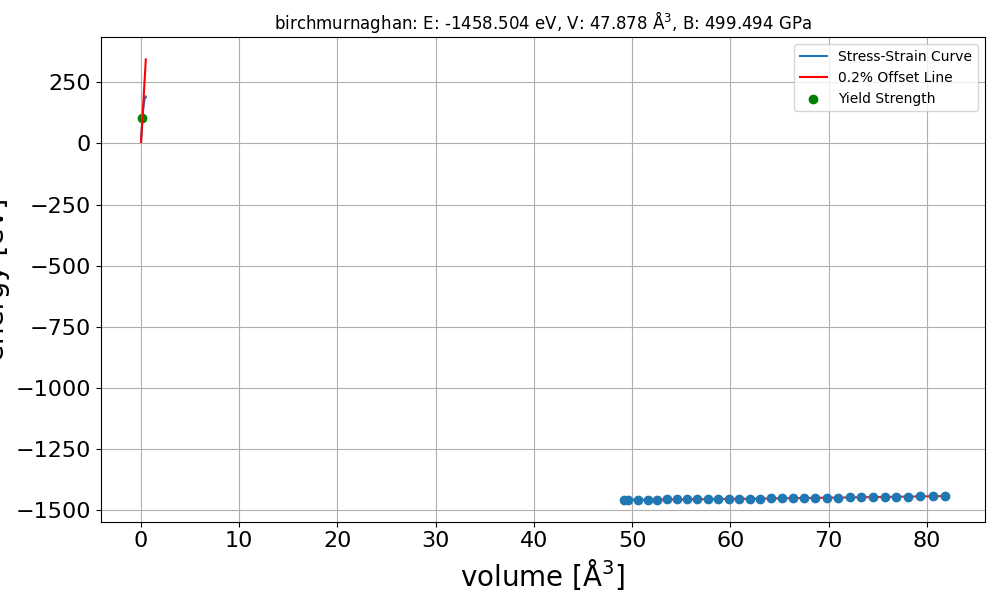 birchmurnaghan: E: -1458.504 eV, V: 47.878 Å³, B: 499.494 GPa
Stress-Strain Curve
0.2% Offset Line
Yield Strength
250
0
−250
−500
−750
−1000
−1250
−1500
0 10 20 30 40 50 60 70 80
volume [Å³]